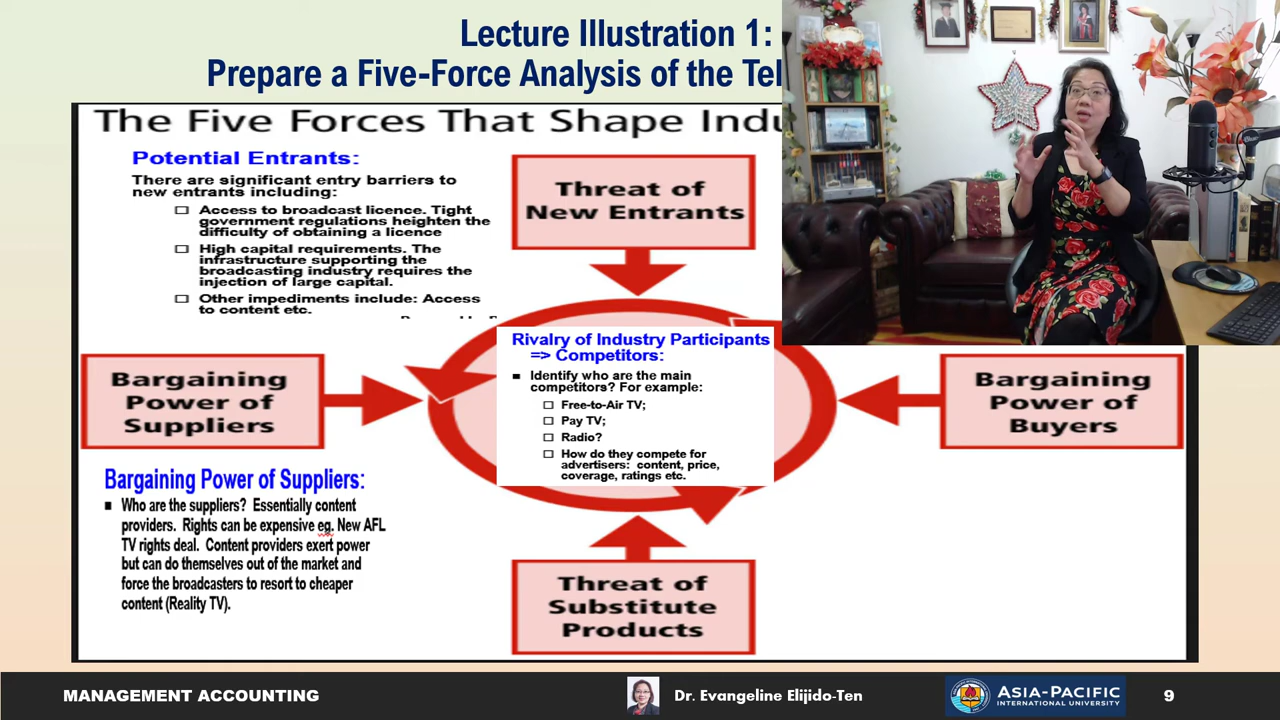 Lecture Illustration 1:
Prepare a Five-Force Analysis of the Tel
The Five Forces That Shape Indu
Potential Entrants:
There are significant entry barriers to
new entrants including:
Access to broadcast licence. Tight
government regulations heighten the
difficulty of obtaining a licence
High capital requirements. The
infrastructure supporting the
broadcasting industry requires the
injection of large capital.
Other impediments include: Access
to content etc.
Threat of
New Entrants
Bargaining
Power of
Suppliers
Rivalry of Industry Participants
=> Competitors:
Identify who are the main
competitors? For example:
Free-to-Air TV;
Pay TV;
Radio?
How do they compete for
advertisers: content, price,
coverage, ratings etc.
Bargaining
Power of
Buyers
Bargaining Power of Suppliers:
Who are the suppliers? Essentially content
providers. Rights can be expensive eg. New AFL
TV rights deal. Content providers exert power
but can do themselves out of the market and
force the broadcasters to resort to cheaper
content (Reality TV).
Threat of
Substitute
Products
MANAGEMENT ACCOUNTING
Dr. Evangeline Elijido-Ten
ASIA-PACIFIC
INTERNATIONAL UNIVERSITY
9